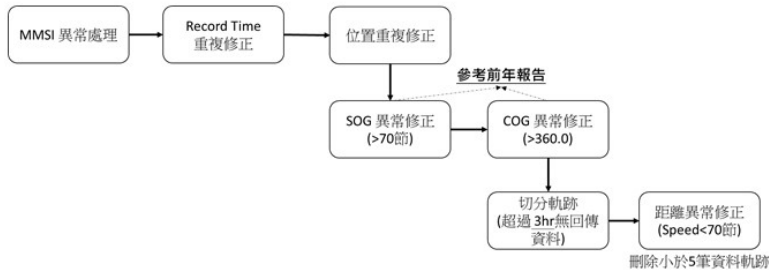 MMSI 異常處理
Record Time
重複修正
位置重複修正
參考前年報告
SOG 異常修正
(>70節)
COG 異常修正
(>360.0)
切分軌跡
(超過 3hr無回傳
資料)
距離異常修正
(Speed<70節)
刪除小於5筆資料軌跡